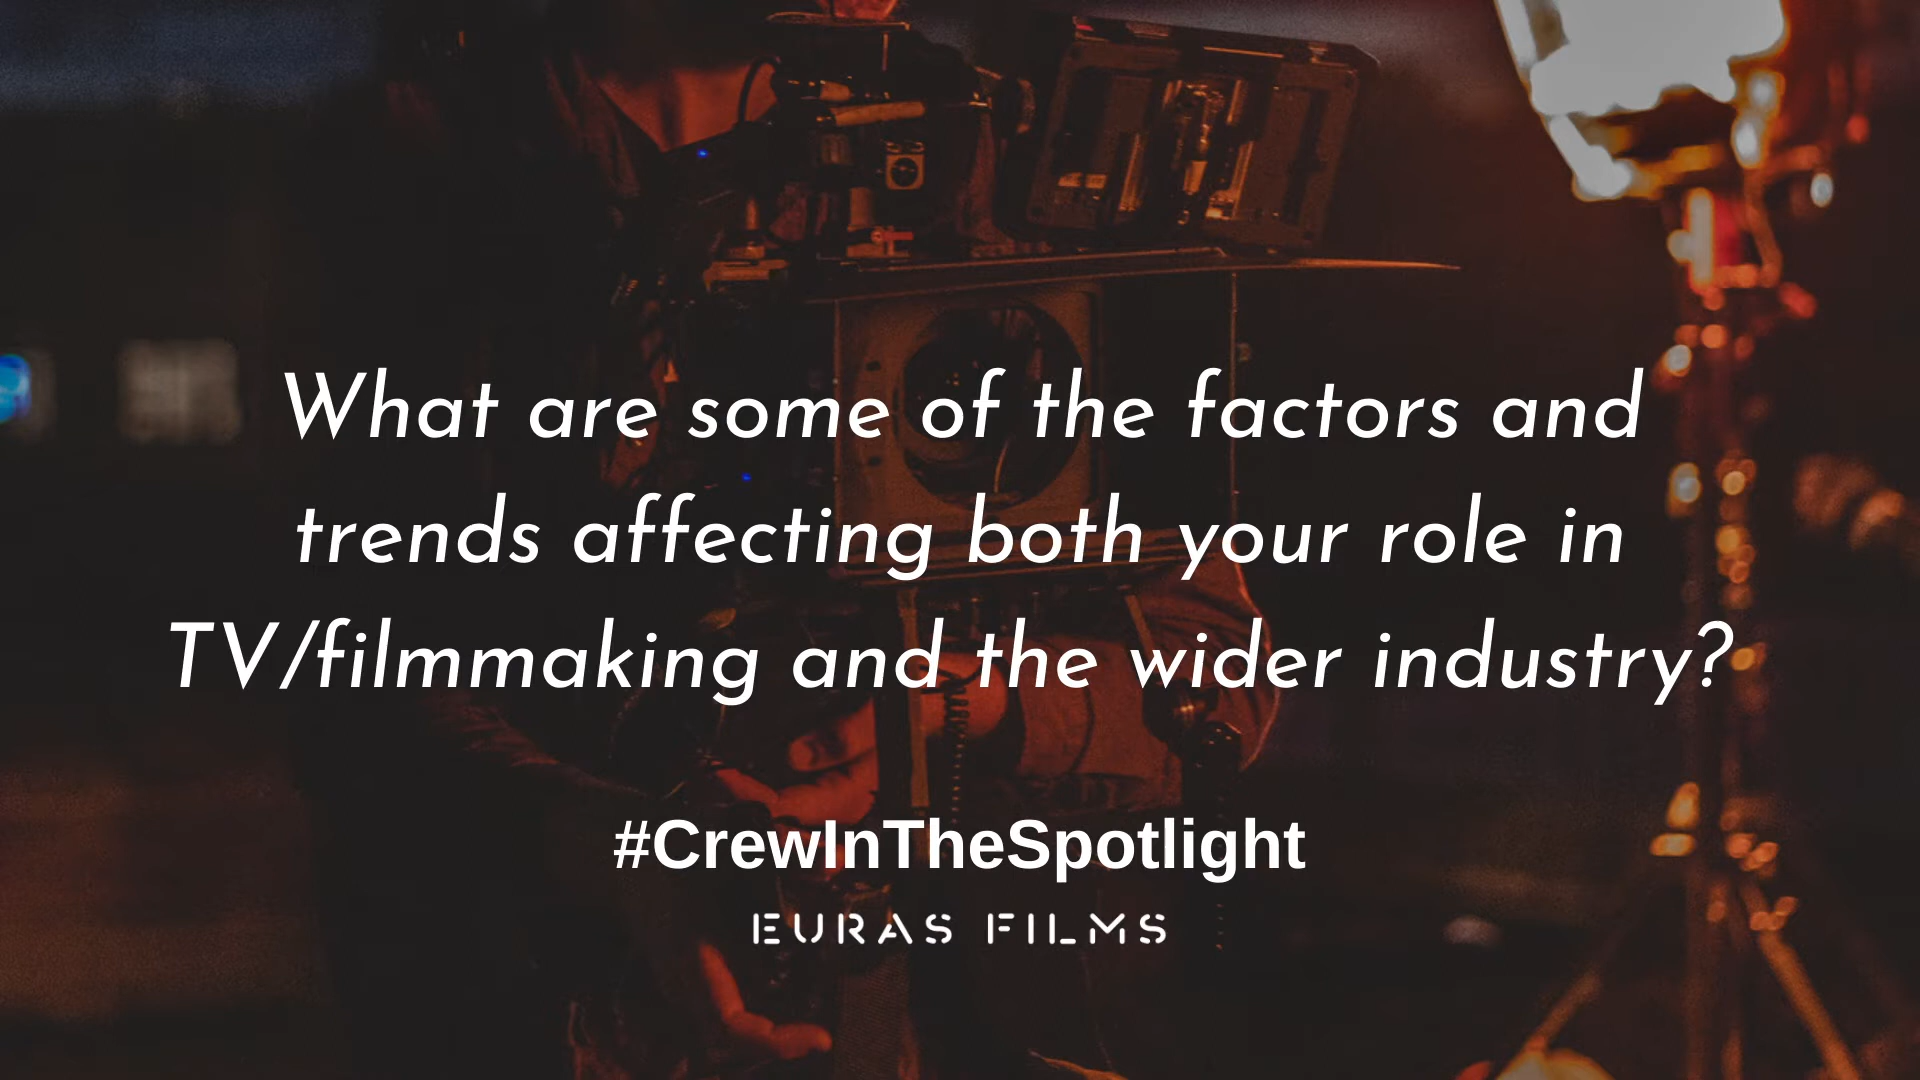 What are some of the factors and
trends affecting both your role in
TV/filmmaking and the wider industry?
#CrewInTheSpotlight
EURAS FILMS